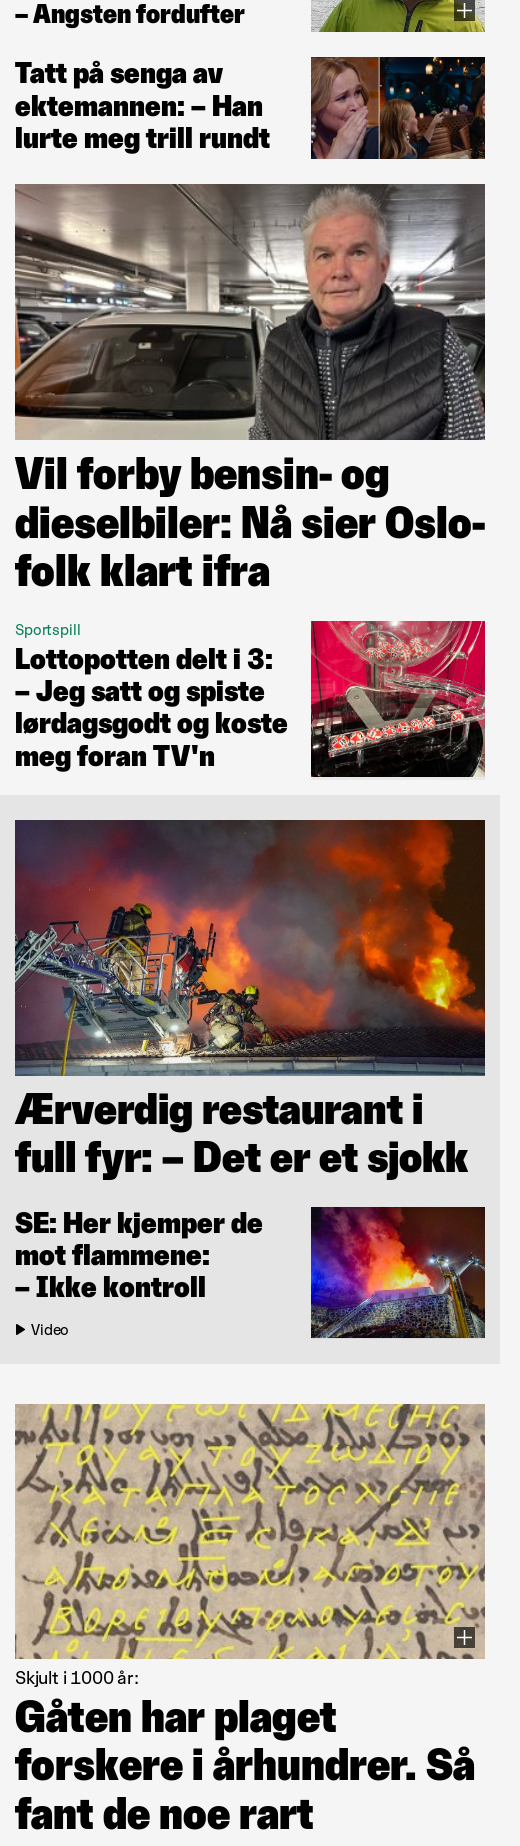 – Angsten fordufter
Tatt på senga av
ektemannen: – Han
lurte meg trill rundt
Vil forby bensin- og
dieselbiler: Nå sier Oslo-
folk klart ifra
Sportspill
Lottopotten delt i 3:
– Jeg satt og spiste
lørdagsgodt og koste
meg foran TV'n
Ærverdig restaurant i
full fyr: – Det er et sjokk
SE: Her kjemper de
mot flammene:
– Ikke kontroll
Video
ΤΟΥΑΥΤΟΥΖΩΔΙΟΥ
Skjult i 1000 år:
Gåten har plaget
forskere i århundrer. Så
fant de noe rart